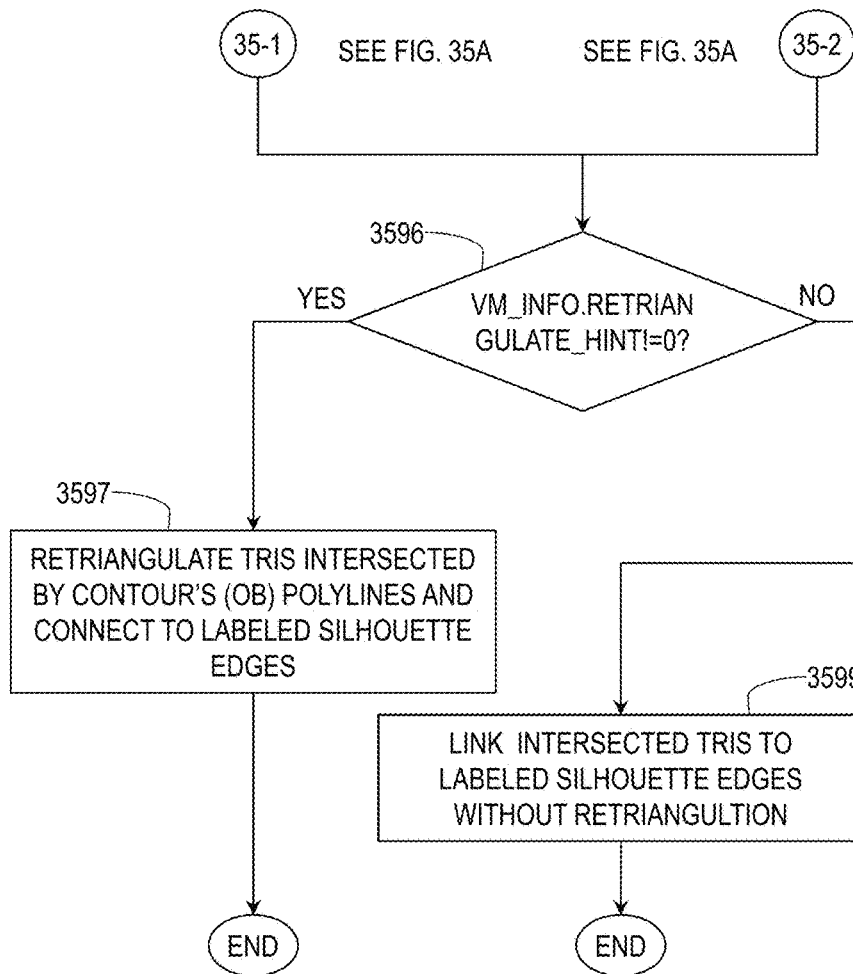 35-1
SEE FIG. 35A
SEE FIG. 35A
35-2
3596
YES
VM_INFO.RETRIAN
GULATE_HINT!=0?
NO
3597
RETRIANGULATE TRIS INTERSECTED
BY CONTOUR'S (OB) POLYLINES AND
CONNECT TO LABELED SILHOUETTE
EDGES
3599
LINK INTERSECTED TRIS TO
LABELED SILHOUETTE EDGES
WITHOUT RETRIANGULTION
END
END